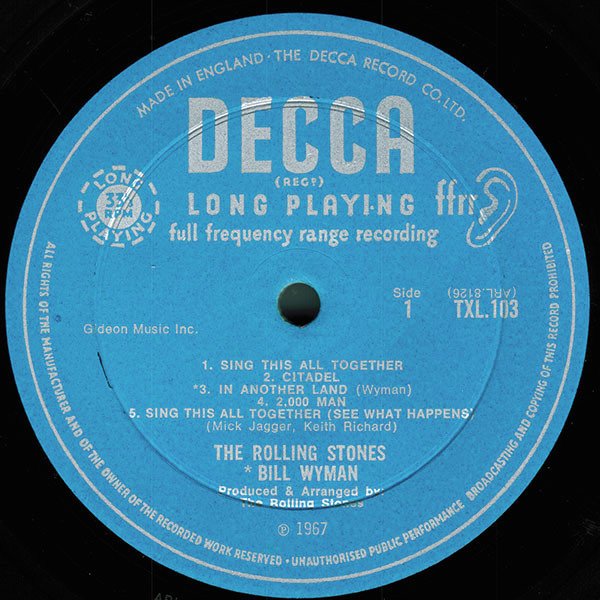 MADE IN ENGLAND · THE DECCA RECORD CO. LTD.
DECCA
(REGD)
LONG PLAYING
33⅓
RPM
LONG PLAYING ffrr
full frequency range recording
Side
1
(ARL.8126)
TXL.103
Gideon Music Inc.
1. SING THIS ALL TOGETHER
2. CITADEL
*3. IN ANOTHER LAND (Wyman)
4. 2,000 MAN
5. SING THIS ALL TOGETHER (SEE WHAT HAPPENS)
(Mick Jagger, Keith Richard)
THE ROLLING STONES
* BILL WYMAN
Produced & Arranged by:
The Rolling Stones
℗ 1967
ALL RIGHTS OF THE MANUFACTURER AND OF THE OWNER OF THE RECORDED WORK RESERVED · UNAUTHORISED PUBLIC PERFORMANCE BROADCASTING AND COPYING OF THIS RECORD PROHIBITED